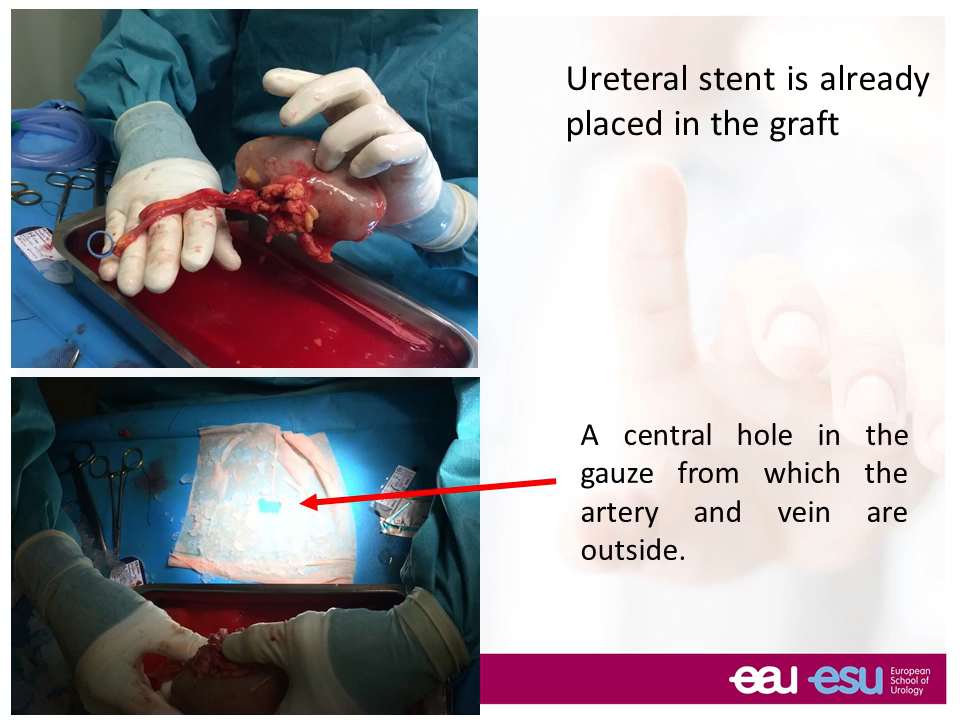 Ureteral stent is already
placed in the graft
A central hole in the
gauze from which the
artery and vein are
outside.
eau esu European
School of
Urology